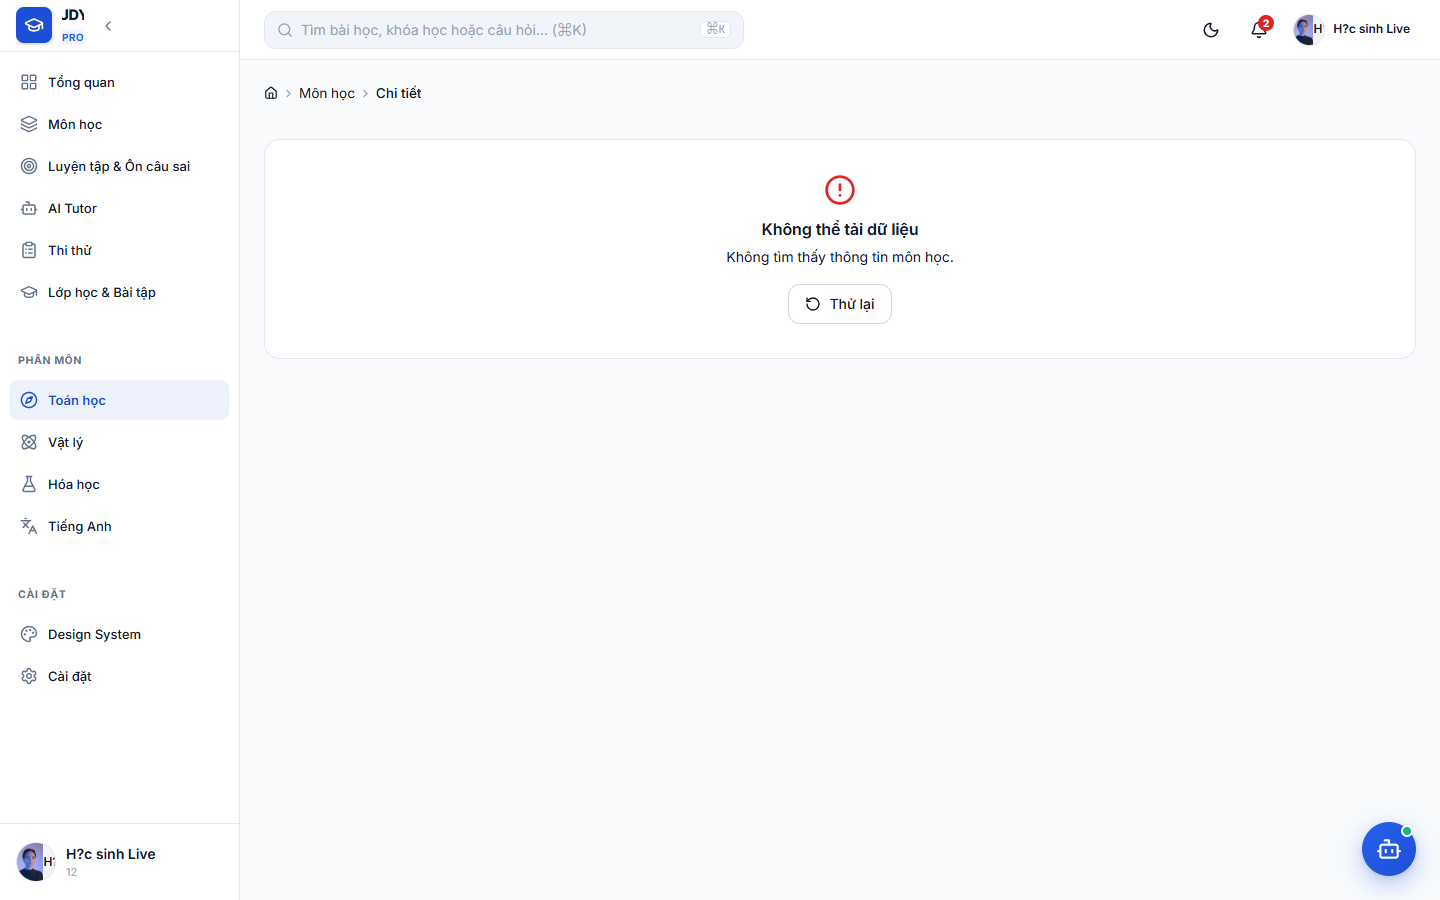 PRO
Tìm bài học, khóa học hoặc câu hỏi... (⌘K)
⌘K
2
H?c sinh Live
Tổng quan
Môn học
Luyện tập & Ôn câu sai
AI Tutor
Thi thử
Lớp học & Bài tập
PHÂN MÔN
Toán học
Vật lý
Hóa học
Tiếng Anh
CÀI ĐẶT
Design System
Cài đặt
H?c sinh Live
12
Môn học
Chi tiết
Không thể tải dữ liệu
Không tìm thấy thông tin môn học.
Thử lại